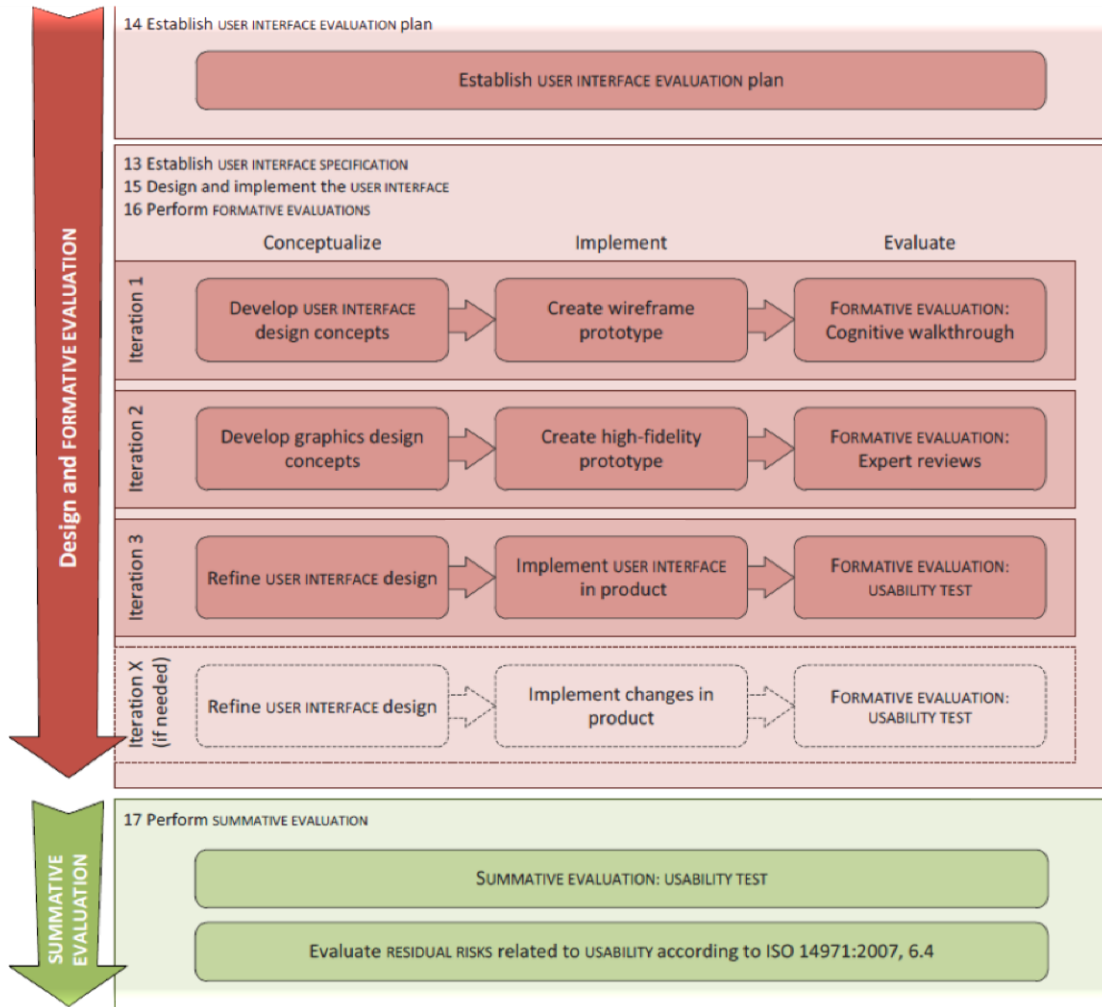 14 Establish USER INTERFACE EVALUATION plan
Establish USER INTERFACE EVALUATION plan
13 Establish USER INTERFACE SPECIFICATION
15 Design and implement the USER INTERFACE
16 Perform FORMATIVE EVALUATIONS
Conceptualize
Implement
Evaluate
Iteration 1
Develop USER INTERFACE
design concepts
Create wireframe
prototype
FORMATIVE EVALUATION:
Cognitive walkthrough
Iteration 2
Develop graphics design
concepts
Create high-fidelity
prototype
FORMATIVE EVALUATION:
Expert reviews
Iteration 3
Refine USER INTERFACE design
Implement USER INTERFACE
in product
FORMATIVE EVALUATION:
USABILITY TEST
Iteration X
(if needed)
Refine USER INTERFACE design
Implement changes in
product
FORMATIVE EVALUATION:
USABILITY TEST
Design and FORMATIVE EVALUATION
17 Perform SUMMATIVE EVALUATION
SUMMATIVE EVALUATION: USABILITY TEST
Evaluate RESIDUAL RISKS related to USABILITY according to ISO 14971:2007, 6.4
SUMMATIVE
EVALUATION